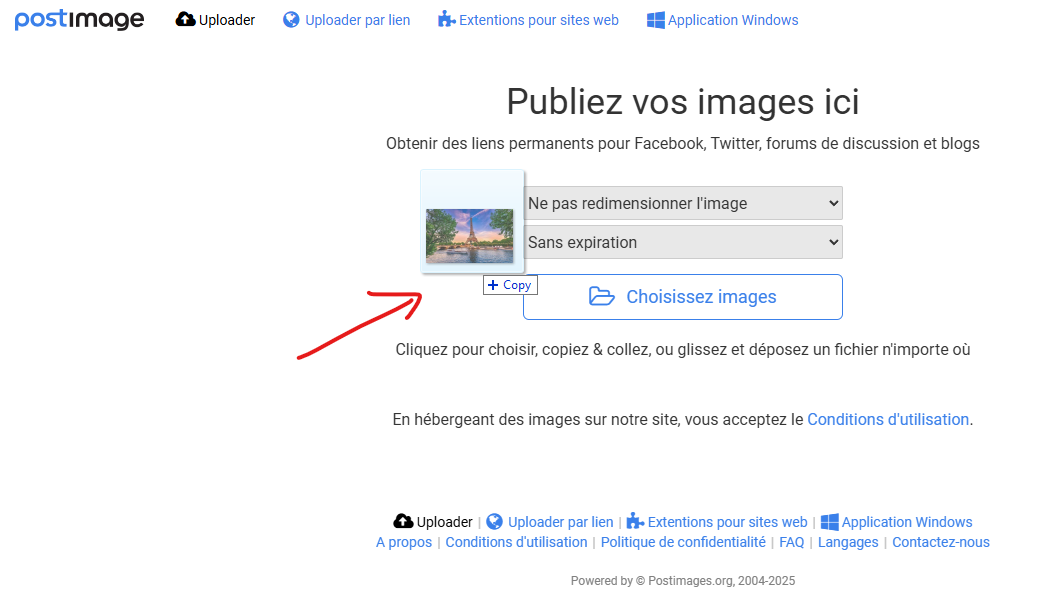 postimage Uploader Uploader par lien Extentions pour sites web Application Windows
Publiez vos images ici
Obtenir des liens permanents pour Facebook, Twitter, forums de discussion et blogs
Ne pas redimensionner l'image
Sans expiration
+ Copy
Choisissez images
Cliquez pour choisir, copiez & collez, ou glissez et déposez un fichier n'importe où
En hébergeant des images sur notre site, vous acceptez le Conditions d'utilisation.
Uploader | Uploader par lien | Extentions pour sites web | Application Windows
A propos | Conditions d'utilisation | Politique de confidentialité | FAQ | Langages | Contactez-nous
Powered by © Postimages.org, 2004-2025